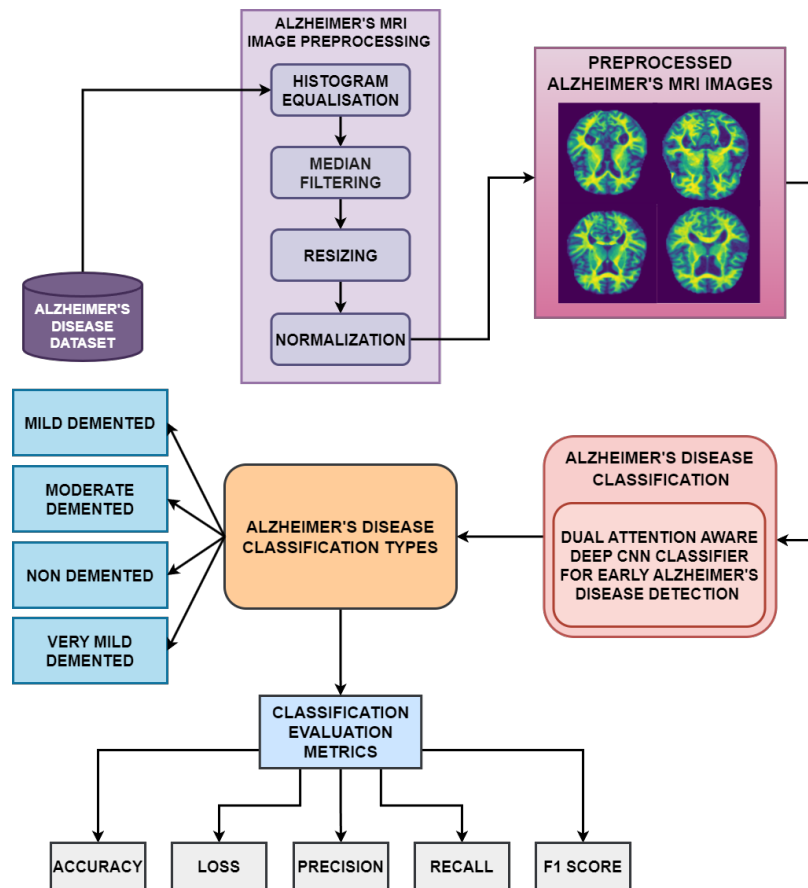 ALZHEIMER'S MRI
IMAGE PREPROCESSING
HISTOGRAM
EQUALISATION
MEDIAN
FILTERING
RESIZING
NORMALIZATION
PREPROCESSED
ALZHEIMER'S MRI IMAGES
ALZHEIMER'S
DISEASE
DATASET
MILD DEMENTED
MODERATE
DEMENTED
NON DEMENTED
VERY MILD
DEMENTED
ALZHEIMER'S DISEASE
CLASSIFICATION TYPES
ALZHEIMER'S DISEASE
CLASSIFICATION
DUAL ATTENTION AWARE
DEEP CNN CLASSIFIER
FOR EARLY ALZHEIMER'S
DISEASE DETECTION
CLASSIFICATION
EVALUATION
METRICS
ACCURACY
LOSS
PRECISION
RECALL
F1 SCORE